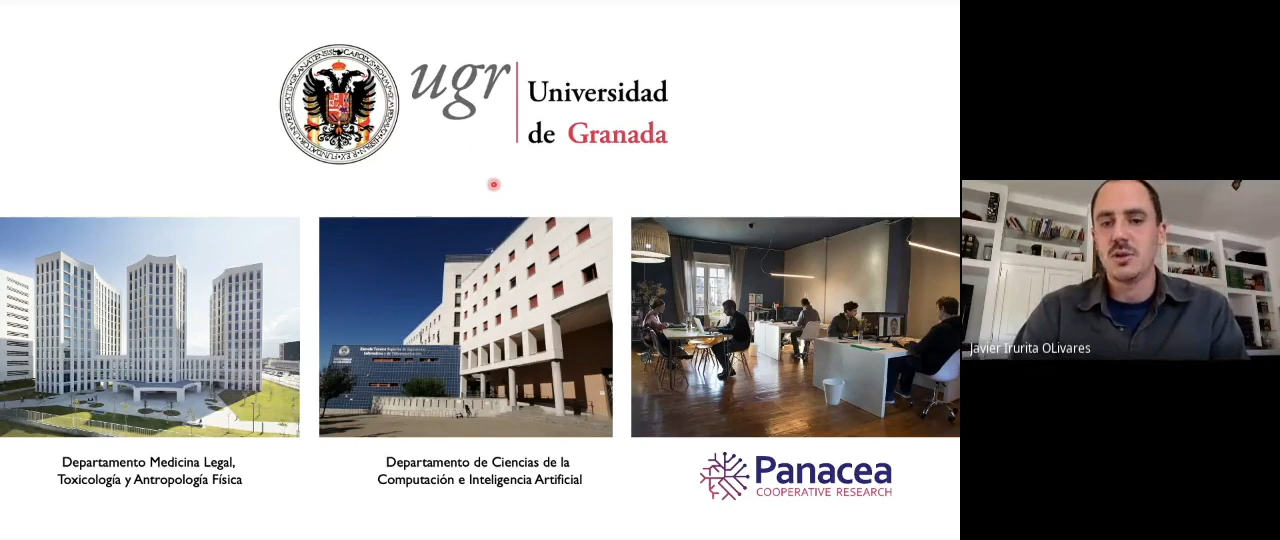 ugr
Universidad
de Granada
Departamento Medicina Legal,
Toxicología y Antropología Física
Departamento de Ciencias de la
Computación e Inteligencia Artificial
Panacea
COOPERATIVE RESEARCH
Javier Irurita OLivares